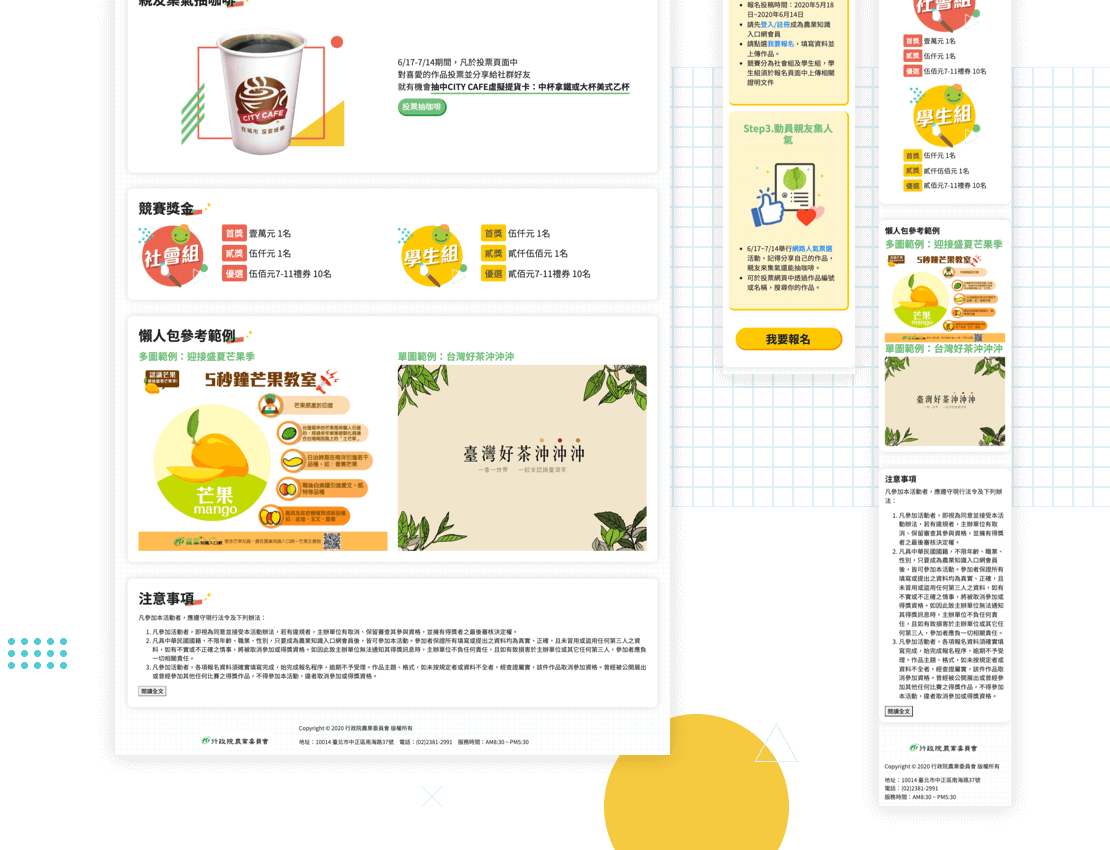 親友集氣抽咖啡
CITY CAFE
在城市 探索經典
6/17-7/14期間，凡於投票頁面中
對喜愛的作品投票並分享給社群好友
就有機會抽中CITY CAFE虛擬提貨卡：中杯拿鐵或大杯美式乙杯
投票抽咖啡
競賽獎金
社會組
首獎 壹萬元 1名
貳獎 伍仟元 1名
優選 伍佰元7-11禮券 10名
學生組
首獎 伍仟元 1名
貳獎 貳仟伍佰元 1名
優選 貳佰元7-11禮券 10名
懶人包參考範例
多圖範例：迎接盛夏芒果季
認識芒果
5秒鐘芒果教室
芒果原產於印度
芒果
mango
單圖範例：台灣好茶沖沖沖
臺灣好茶沖沖沖
一壺一世界 一起來認識臺灣茶
注意事項
凡參加本活動者，應遵守現行法令及下列辦法：
1. 凡參加活動者，即視為同意並接受本活動辦法，若有違規者，主辦單位有取消、保留審查其參與資格，並擁有得獎者之最後審核決定權。
2. 凡具中華民國國籍，不限年齡、職業、性別，只要成為農業知識入口網會員後，皆可參加本活動。參加者保證所有填寫或提出之資料均為真實、正確，且未冒用或盜用任何第三人之資
料，如有不實或不正確之情事，將被取消參加或得獎資格。如因此致主辦單位無法通知其得獎訊息時，主辦單位不負任何責任，且如有致損害於主辦單位或其它任何第三人，參加者應負
一切相關責任。
3. 凡參加活動者，各項報名資料須確實填寫完成，始完成報名程序，逾期不予受理。作品主題、格式，如未按規定者或資料不全者，經查證屬實，該件作品取消參加資格。曾經被公開展出
或曾經參加其他任何比賽之得獎作品，不得參加本活動，違者取消參加或得獎資格。
閱讀全文
行政院農業委員會
Copyright © 2020 行政院農業委員會 版權所有
地址：10014 臺北市中正區南海路37號 電話：(02)2381-2991 服務時間：AM8:30 ~ PM5:30
報名投稿時間：2020年5月18
日~2020年6月14日
請先登入/註冊成為農業知識
入口網會員
請點選我要報名，填寫資料並
上傳作品。
競賽分為社會組及學生組，學
生組須於報名頁面中上傳相關
證明文件
Step3.動員親友集人
氣
6/17~7/14舉行網路人氣票選
活動，記得分享自己的作品，
親友來集氣還能抽咖啡。
可於投票網頁中透過作品編號
或名稱，搜尋你的作品。
我要報名
社會組
首獎 壹萬元 1名
貳獎 伍仟元 1名
優選 伍佰元7-11禮券 10名
學生組
首獎 伍仟元 1名
貳獎 貳仟伍佰元 1名
優選 貳佰元7-11禮券 10名
懶人包參考範例
多圖範例：迎接盛夏芒果季
5秒鐘芒果教室
芒果
mango
單圖範例：台灣好茶沖沖沖
臺灣好茶沖沖沖
注意事項
凡參加本活動者，應遵守現行法令及下列辦
法：
1. 凡參加活動者，即視為同意並接受本活
動辦法，若有違規者，主辦單位有取
消、保留審查其參與資格，並擁有得獎
者之最後審核決定權。
2. 凡具中華民國國籍，不限年齡、職業、
性別，只要成為農業知識入口網會員
後，皆可參加本活動。參加者保證所有
填寫或提出之資料均為真實、正確，且
未冒用或盜用任何第三人之資料，如有
不實或不正確之情事，將被取消參加或
得獎資格。如因此致主辦單位無法通知
其得獎訊息時，主辦單位不負任何責
任，且如有致損害於主辦單位或其它任
何第三人，參加者應負一切相關責任。
3. 凡參加活動者，各項報名資料須確實填
寫完成，始完成報名程序，逾期不予受
理。作品主題、格式，如未按規定者或
資料不全者，經查證屬實，該件作品取
消參加資格。曾經被公開展出或曾經參
加其他任何比賽之得獎作品，不得參加
本活動，違者取消參加或得獎資格。
閱讀全文
行政院農業委員會
Copyright © 2020 行政院農業委員會 版權所有
地址：10014 臺北市中正區南海路37號
電話：(02)2381-2991
服務時間：AM8:30 ~ PM5:30